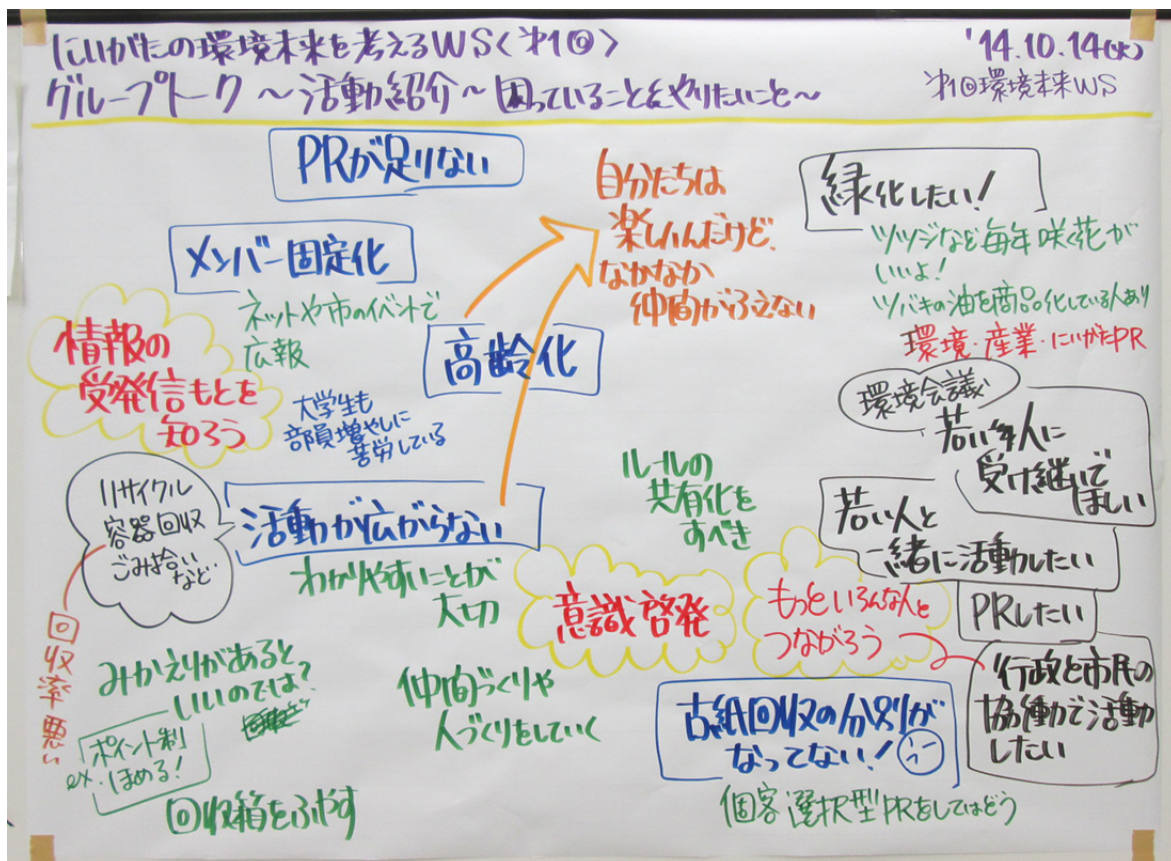 にいがたの環境未来を考えるWS<第1回>
'14.10.14(火)
グループトーク ～活動紹介～ 困っていることとやりたいこと～
第1回環境未来WS
PRが足りない
メンバー固定化
ネットや市のイベントで
広報
情報の
受発信もとを
知ろう
高齢化
大学生も
部員増やしに
苦労している
自分たちは
楽しいんだけど、
なかなか
仲間がふえない
緑化したい!
ツツジなど毎年咲く花が
いいよ!
ツバキの油を商品化している人あり
環境・産業・にいがたPR
環境会議
若い人に
受け継いで
ほしい
若い人と
一緒に活動したい
PRしたい
行政と市民の
協働で活動
したい
リサイクル
容器回収
ごみ拾い
など
回収率悪い
活動が広がらない
わかりやすいことが
大切
ルールの
共有化を
すべき
意識啓発
もっといろんな人と
つながろう
みかえりがあると
いいのでは?
ポイント制
ex. ほめる!
回収箱をふやす
仲間づくりや
人づくりをしていく
古紙回収の分別が
なってない!
個客選択型PRをしてはどう